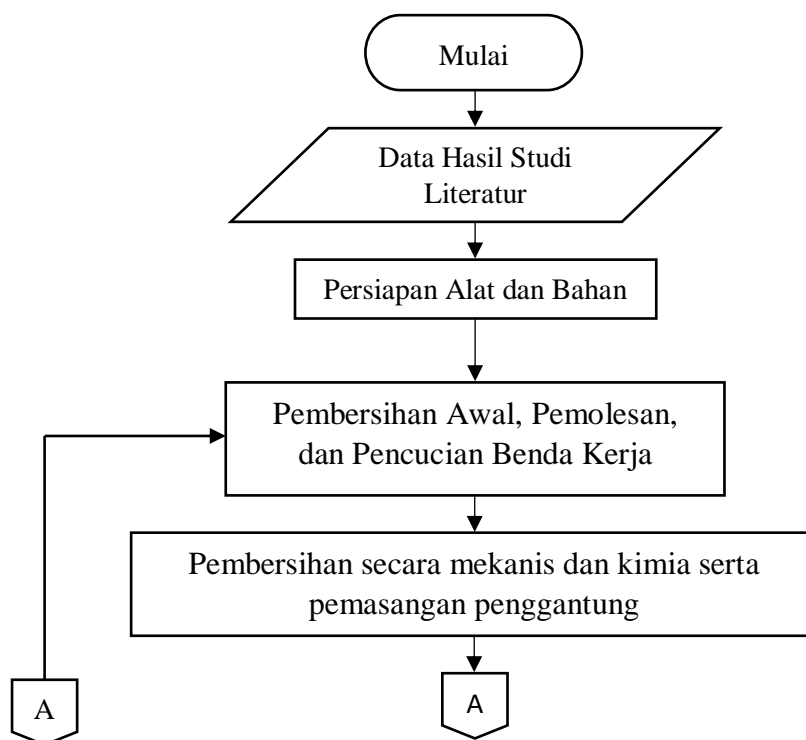 Mulai
Data Hasil Studi
Literatur
Persiapan Alat dan Bahan
Pembersihan Awal, Pemolesan,
dan Pencucian Benda Kerja
Pembersihan secara mekanis dan kimia serta
pemasangan penggantung
A
A